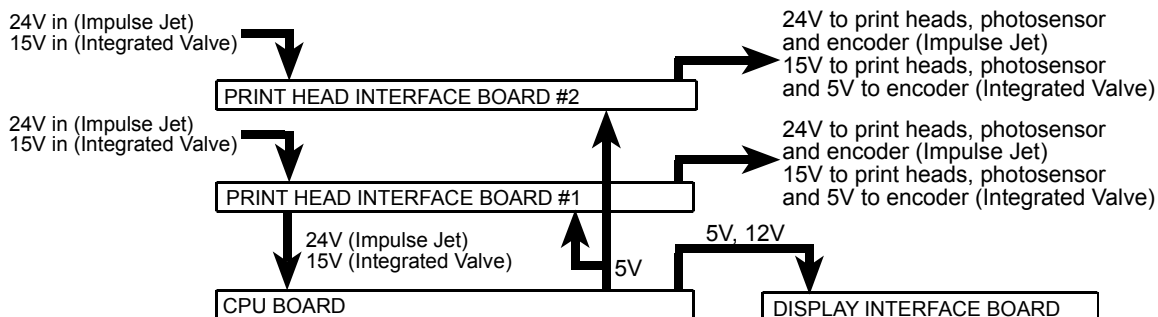 24V in (Impulse Jet)
15V in (Integrated Valve)
24V to print heads, photosensor
and encoder (Impulse Jet)
15V to print heads, photosensor
and 5V to encoder (Integrated Valve)
PRINT HEAD INTERFACE BOARD #2
24V in (Impulse Jet)
15V in (Integrated Valve)
24V to print heads, photosensor
and encoder (Impulse Jet)
15V to print heads, photosensor
and 5V to encoder (Integrated Valve)
PRINT HEAD INTERFACE BOARD #1
24V (Impulse Jet)
15V (Integrated Valve)
5V
5V, 12V
CPU BOARD
DISPLAY INTERFACE BOARD